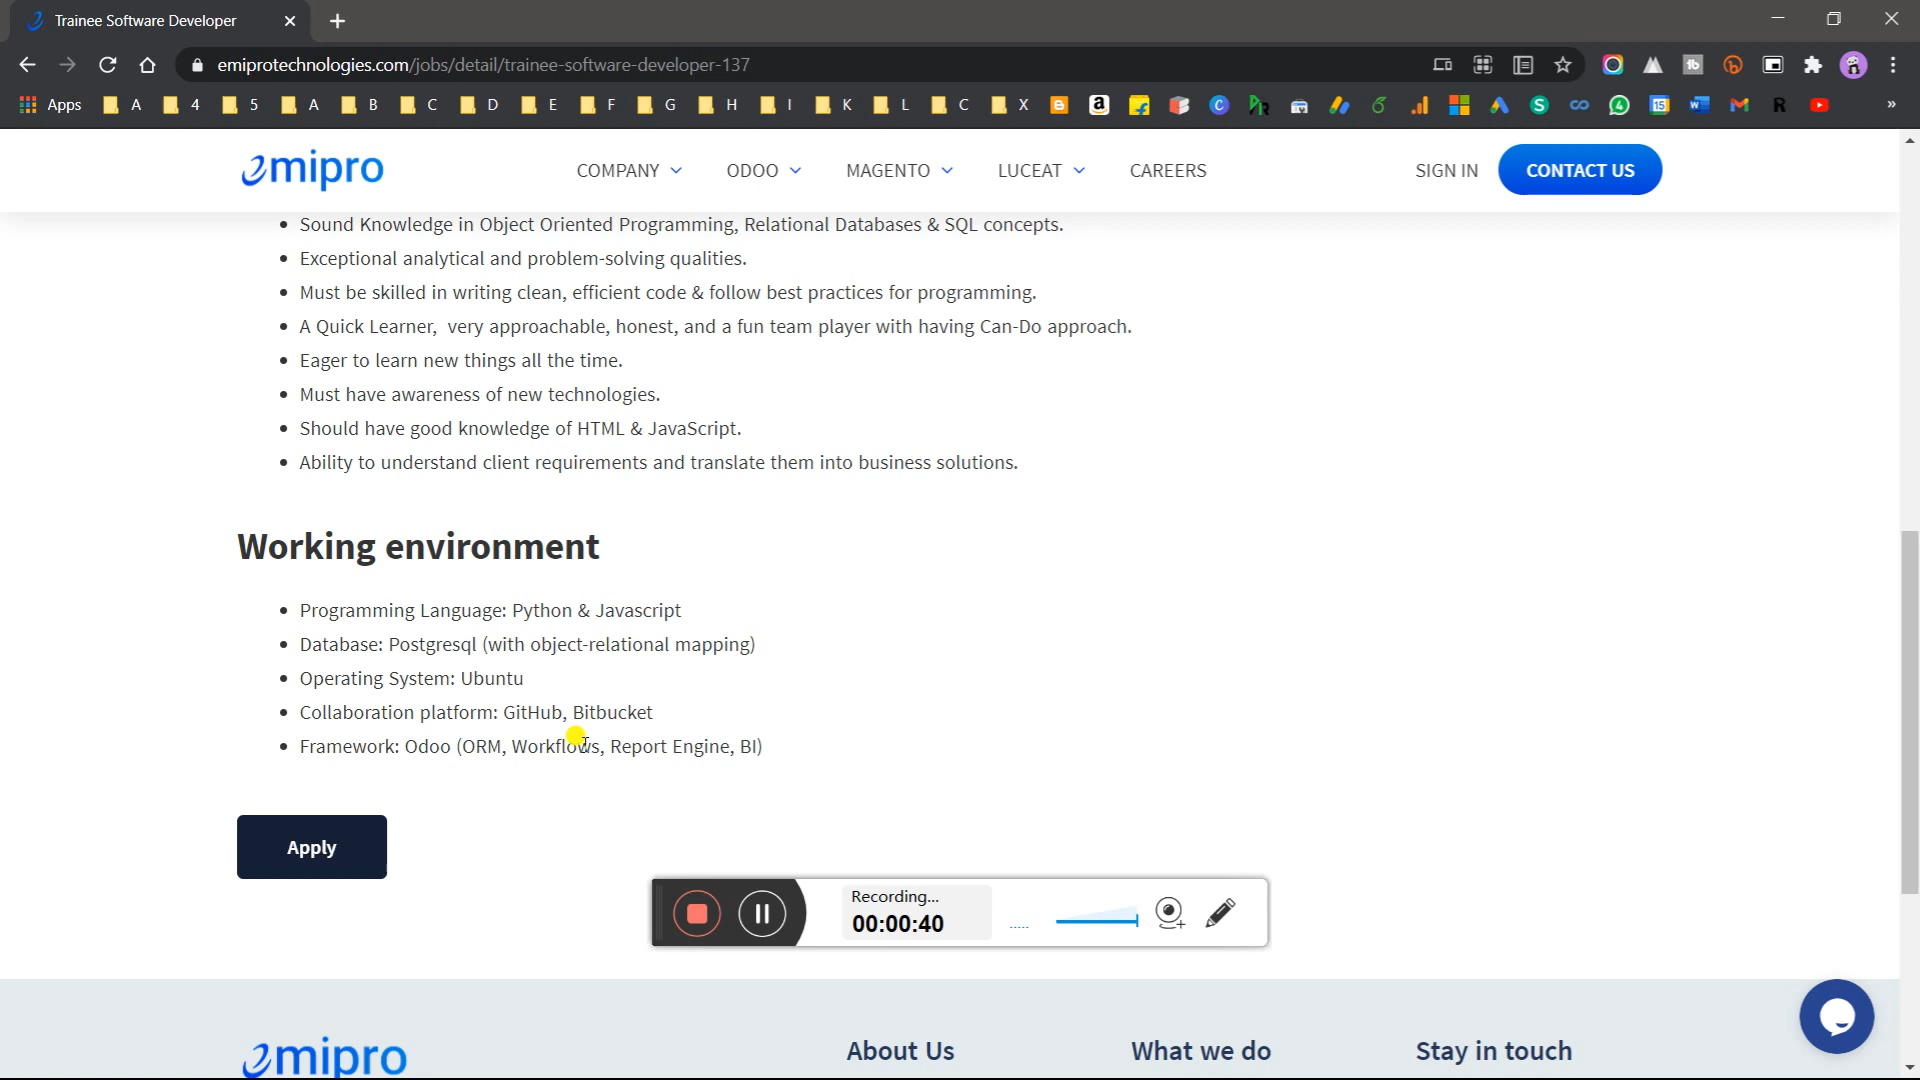 Trainee Software Developer
emiprotechnologies.com/jobs/detail/trainee-software-developer-137
Apps A 4 5 A B C D E F G H I K L C X
emipro COMPANY ODOO MAGENTO LUCEAT CAREERS SIGN IN CONTACT US
• Sound Knowledge in Object Oriented Programming, Relational Databases & SQL concepts.
• Exceptional analytical and problem-solving qualities.
• Must be skilled in writing clean, efficient code & follow best practices for programming.
• A Quick Learner,  very approachable, honest, and a fun team player with having Can-Do approach.
• Eager to learn new things all the time.
• Must have awareness of new technologies.
• Should have good knowledge of HTML & JavaScript.
• Ability to understand client requirements and translate them into business solutions.
Working environment
• Programming Language: Python & Javascript
• Database: Postgresql (with object-relational mapping)
• Operating System: Ubuntu
• Collaboration platform: GitHub, Bitbucket
• Framework: Odoo (ORM, Workflows, Report Engine, BI)
Apply
Recording...
00:00:40
emipro About Us What we do Stay in touch